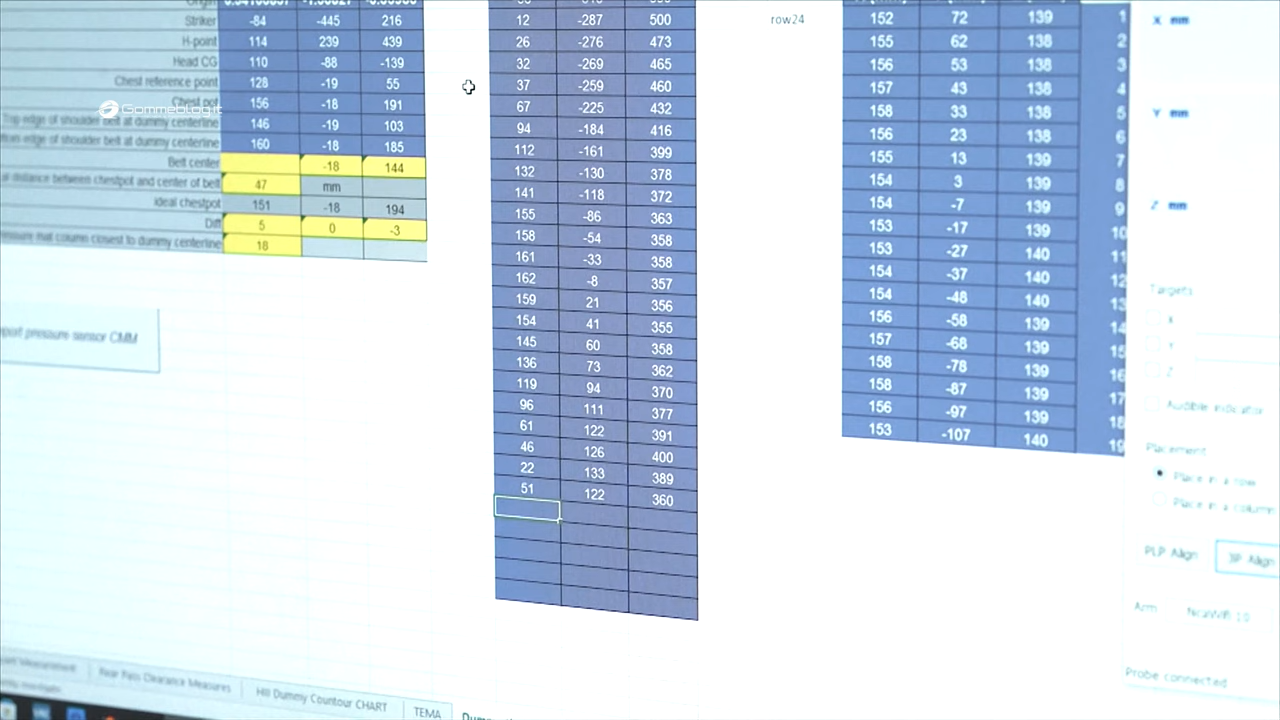 Striker -84 -445 216
H-point 114 239 439
Head CG 110 -88 -139
Chest reference point 128 -19 55
Chest pot 156 -18 191
Top edge of shoulder belt at dummy centerline 146 -19 103
edge of shoulder belt at dummy centerline 160 -18 185
Belt center -18 144
distance between chestpot and center of belt 47 mm
Ideal chestpot 151 -18 194
Diff 5 0 -3
mat column closest to dummy centerline 18
Gommeblog.it
pressure sensor CMM
12 -287 500
26 -276 473
32 -269 465
37 -259 460
67 -225 432
94 -184 416
112 -161 399
132 -130 378
141 -118 372
155 -86 363
158 -54 358
161 -33 358
162 -8 357
159 21 356
154 41 355
145 60 358
136 73 362
119 94 370
96 111 377
61 122 391
46 126 400
22 133 389
51 122 360
row24
152 72 139 1
155 62 138 2
156 53 138 3
157 43 138 4
158 33 138 5
156 23 138 6
155 13 139 7
154 3 139 8
154 -7 139 9
153 -17 139 10
153 -27 140 11
154 -37 140 12
154 -48 140 13
156 -58 139 14
157 -68 139 15
158 -78 139 16
158 -87 139 17
156 -97 139 18
153 -107 140 19
X mm
Y mm
Z mm
Targets
X
Y
Z
Audible indicator
Placement
Place in a row
Place in a column
PLP Align 3P Align
Arm
Probe connected
Measurement
Rear Pass Clearance Measures
HIII Dummy Countour CHART
TEMA